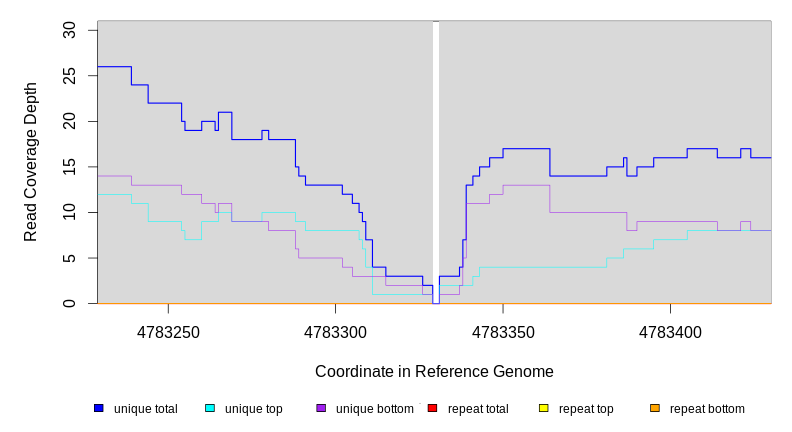 30
25
20
15
10
5
0
Read Coverage Depth
4783250 4783300 4783350 4783400
Coordinate in Reference Genome
unique total unique top unique bottom repeat total repeat top repeat bottom